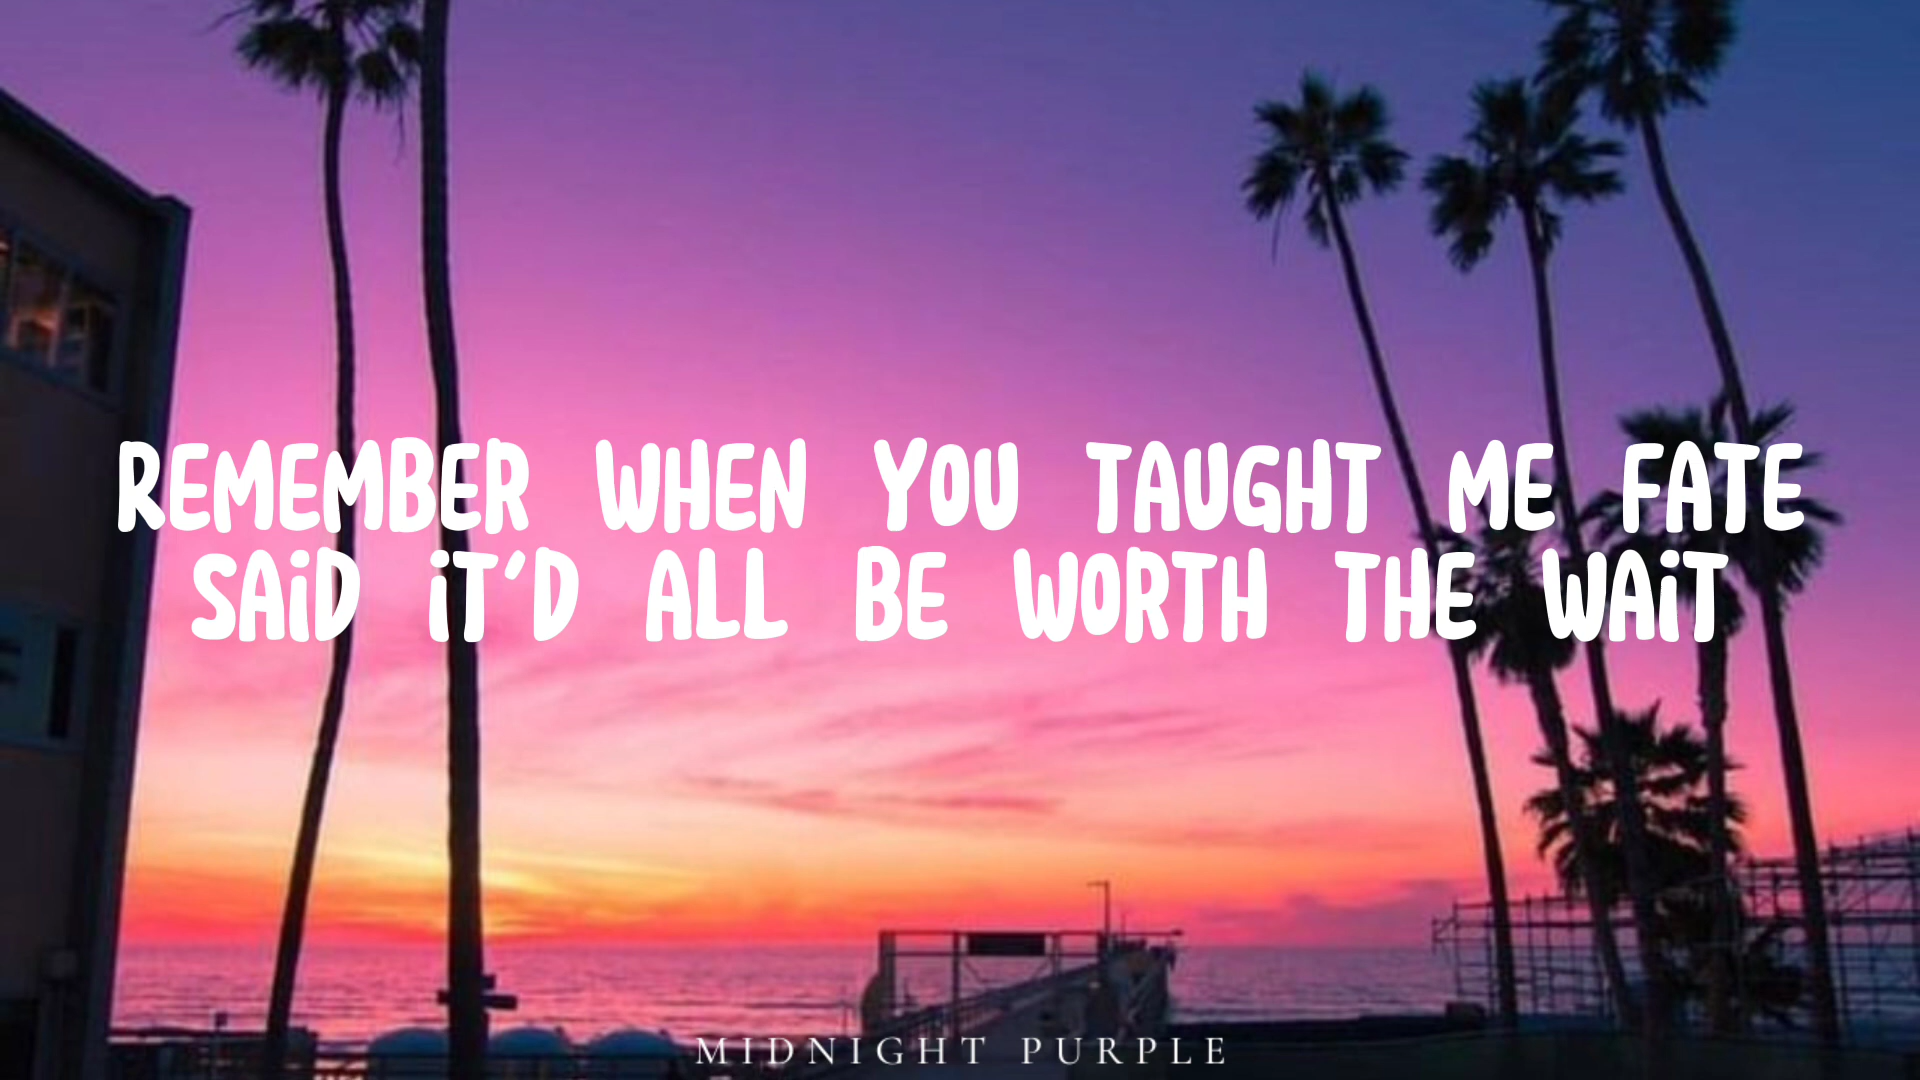 REMEMBER WHEN YOU TAUGHT ME FATE
SAiD iT'D ALL BE WORTH THE WAiT
MIDNIGHT PURPLE